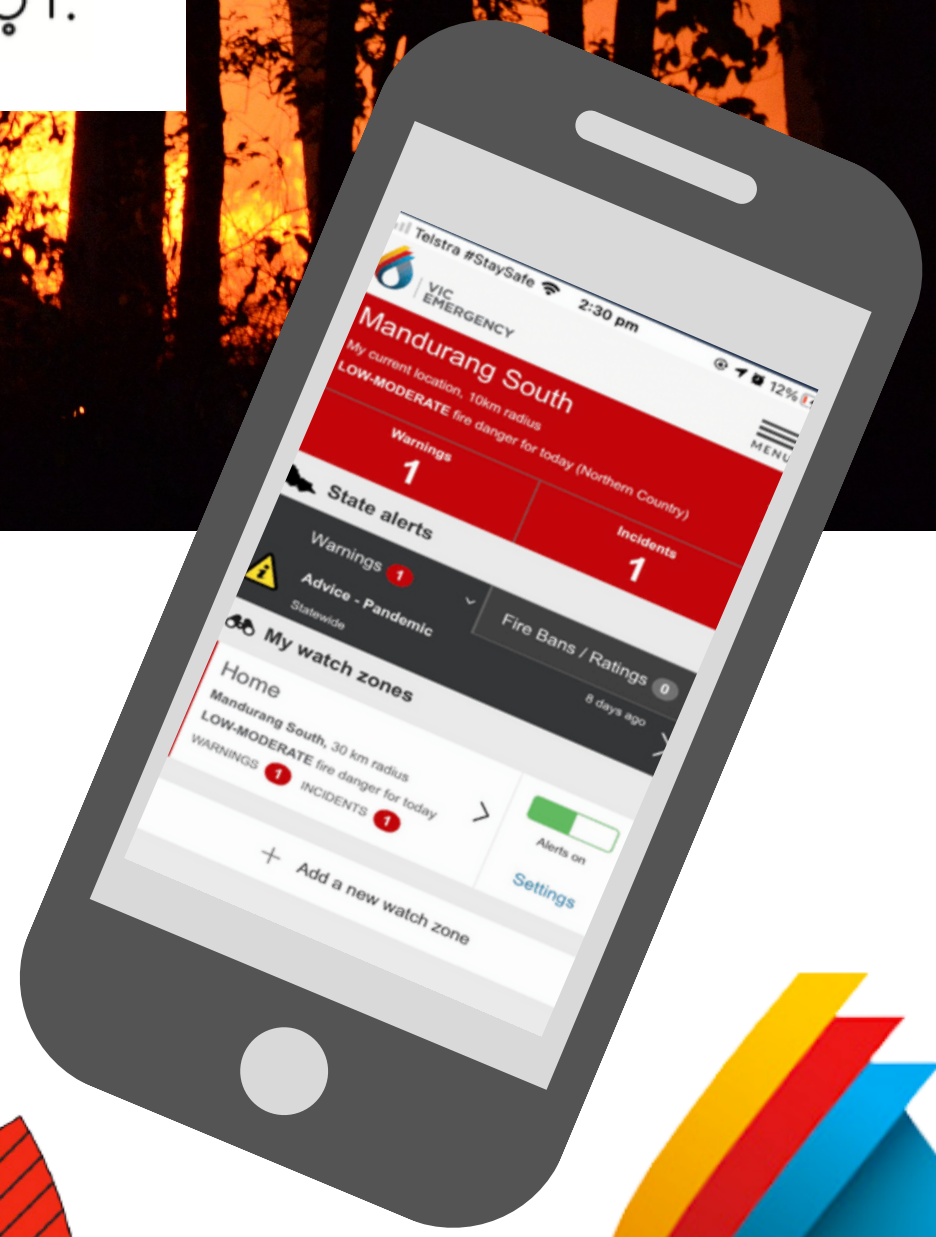 Telstra #StaySafe 2:30 pm 12%
VIC
EMERGENCY
MENU
Mandurang South
My current location, 10km radius
LOW-MODERATE fire danger for today (Northern Country)
Warnings
1
Incidents
1
State alerts
Warnings 1
Fire Bans / Ratings 0
Advice - Pandemic
Statewide
8 days ago
My watch zones
Home
Mandurang South, 30 km radius
LOW-MODERATE fire danger for today
WARNINGS 1 INCIDENTS 1
Alerts on
Settings
+ Add a new watch zone